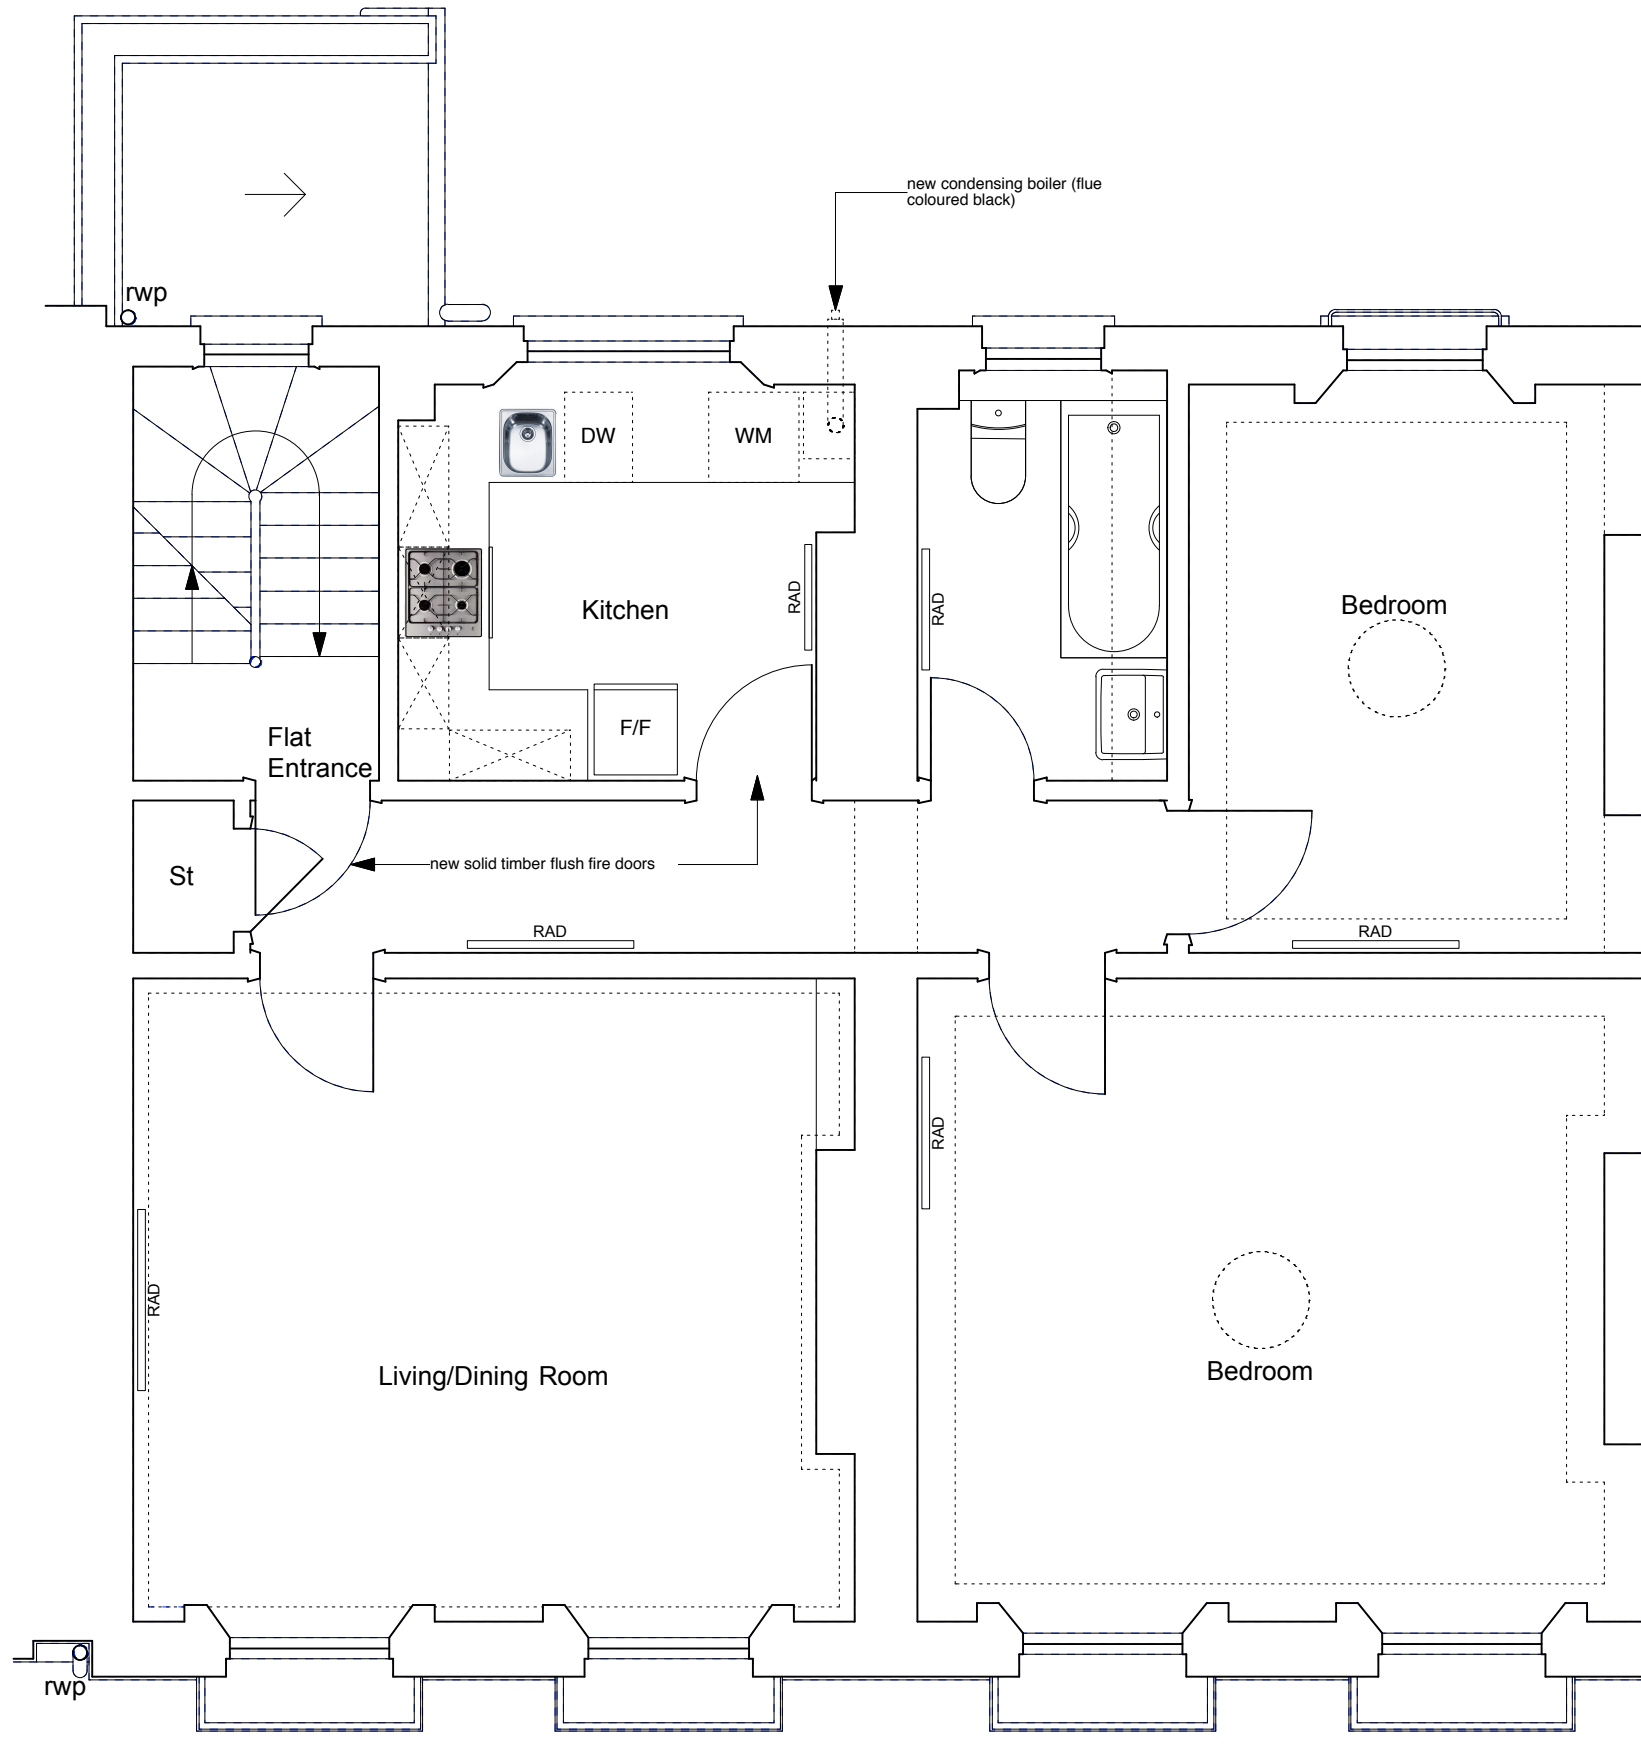 new condensing boiler (flue
coloured black)
rwp
DW
WM
RAD
RAD
Kitchen
Bedroom
F/F
Flat
Entrance
new solid timber flush fire doors
St
RAD
RAD
RAD
RAD
Living/Dining Room
Bedroom
rwp